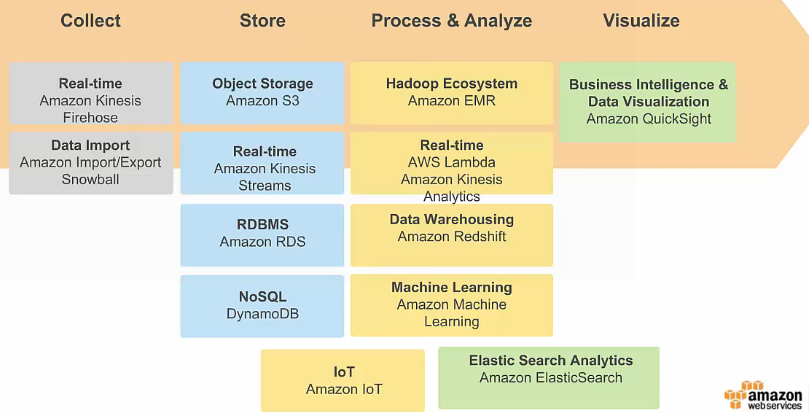 Collect
Store
Process & Analyze
Visualize
Real-time
Amazon Kinesis
Firehose
Data Import
Amazon Import/Export
Snowball
Object Storage
Amazon S3
Real-time
Amazon Kinesis
Streams
RDBMS
Amazon RDS
NoSQL
DynamoDB
Hadoop Ecosystem
Amazon EMR
Real-time
AWS Lambda
Amazon Kinesis
Analytics
Data Warehousing
Amazon Redshift
Machine Learning
Amazon Machine
Learning
Business Intelligence &
Data Visualization
Amazon QuickSight
IoT
Amazon IoT
Elastic Search Analytics
Amazon ElasticSearch
amazon
web services